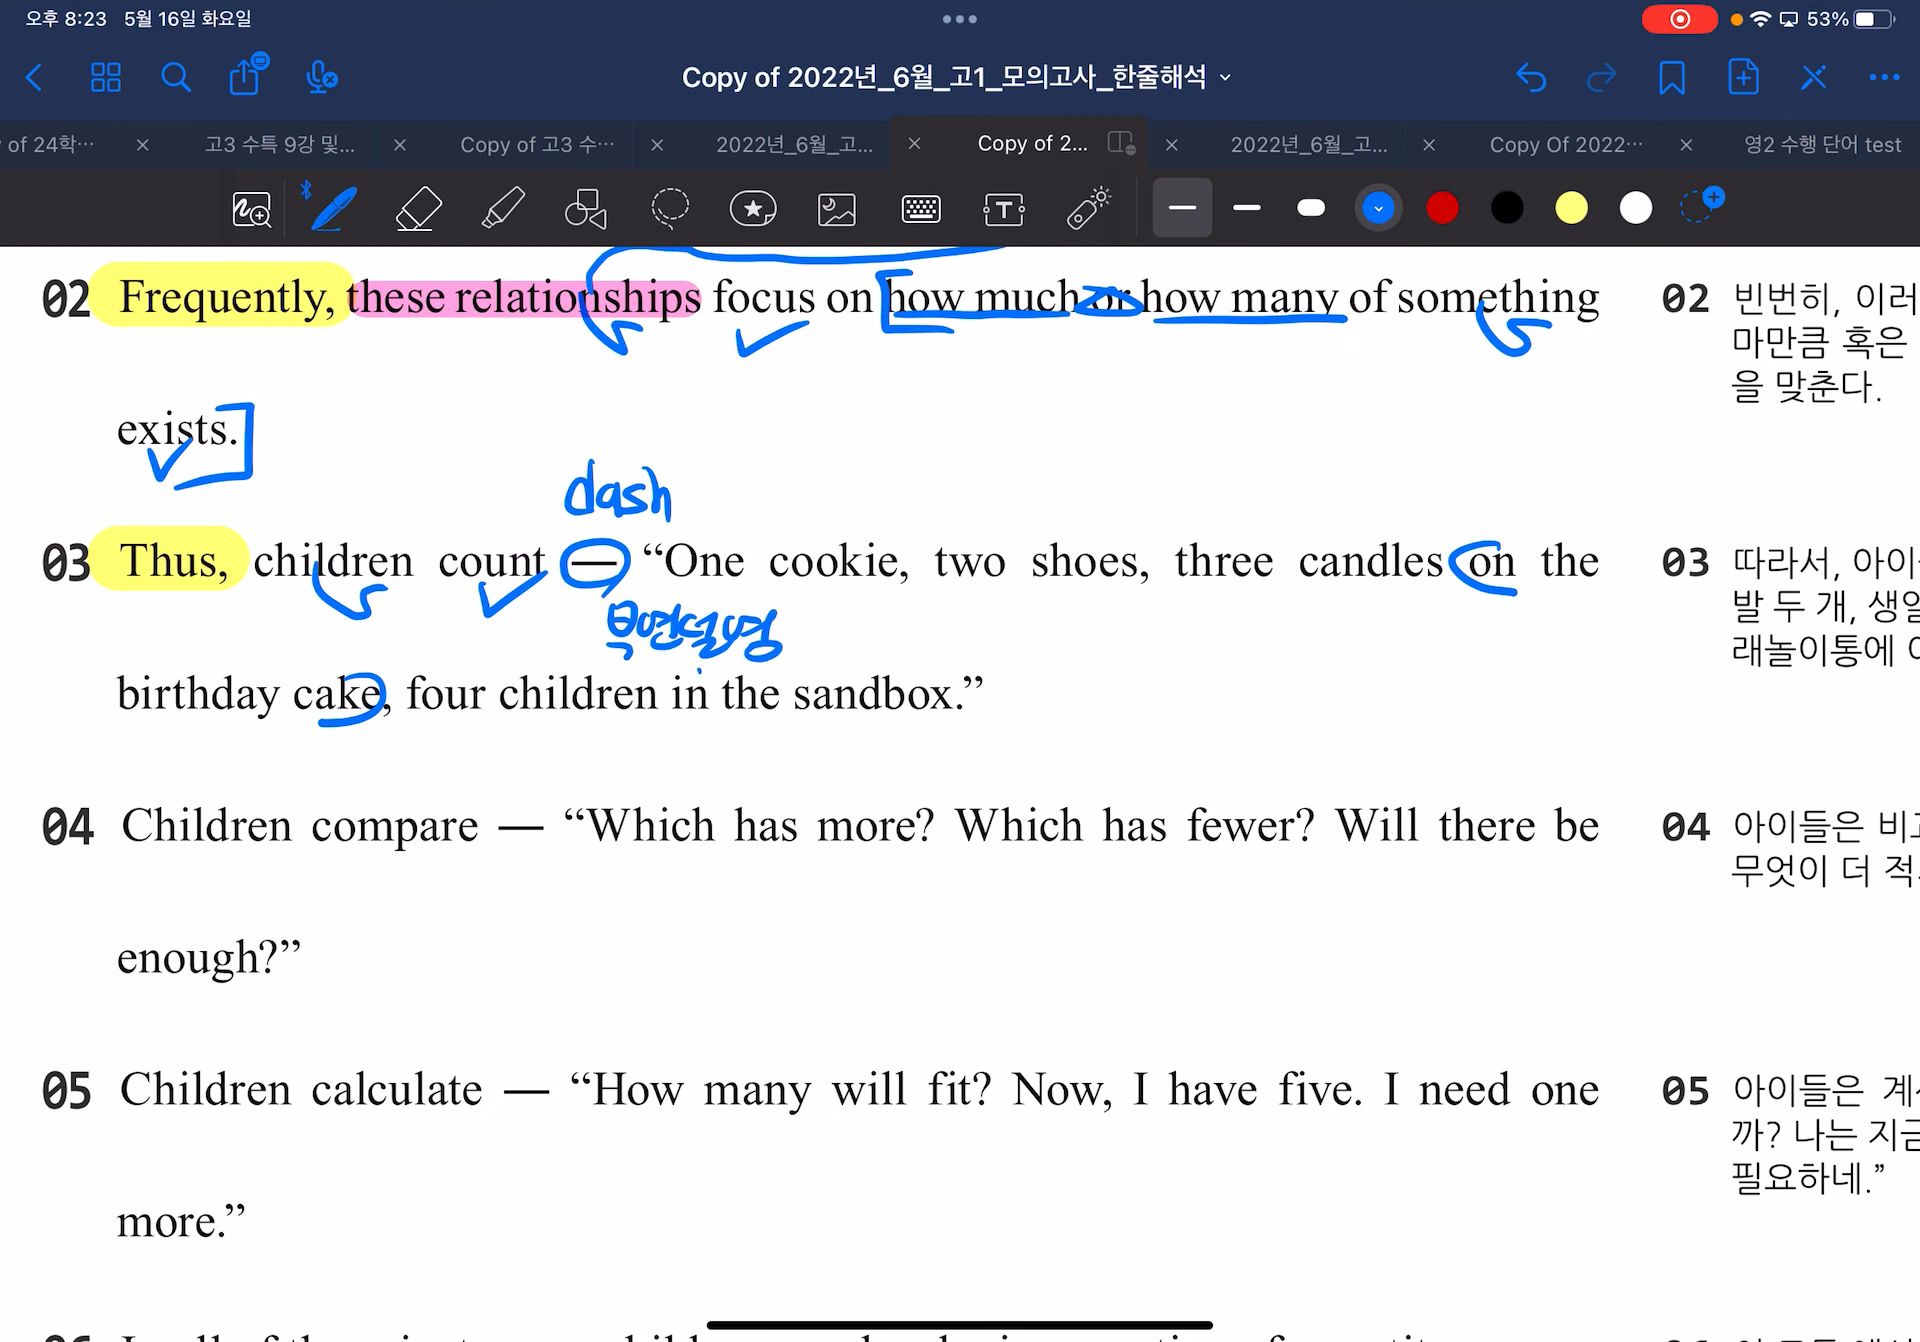 오후 8:23 5월 16일 화요일
53%
Copy of 2022년_6월_고1_모의고사_한줄해석
of 24학…
고3 수특 9강 및...
Copy of 고3 수…
2022년_6월_고...
Copy of 2...
2022년_6월_고...
Copy Of 2022…
영2 수행 단어 test
02 Frequently, these relationships focus on how much or how many of something
exists.
dash
03 Thus, children count — “One cookie, two shoes, three candles on the
부연설명
birthday cake, four children in the sandbox.”
04 Children compare — “Which has more? Which has fewer? Will there be
enough?”
05 Children calculate — “How many will fit? Now, I have five. I need one
more.”
02 빈번히, 이러
마만큼 혹은
을 맞춘다.
03 따라서, 아이
발 두 개, 생일
래놀이통에
04 아이들은 비교
무엇이 더 적
05 아이들은 계
까? 나는 지금
필요하네.”